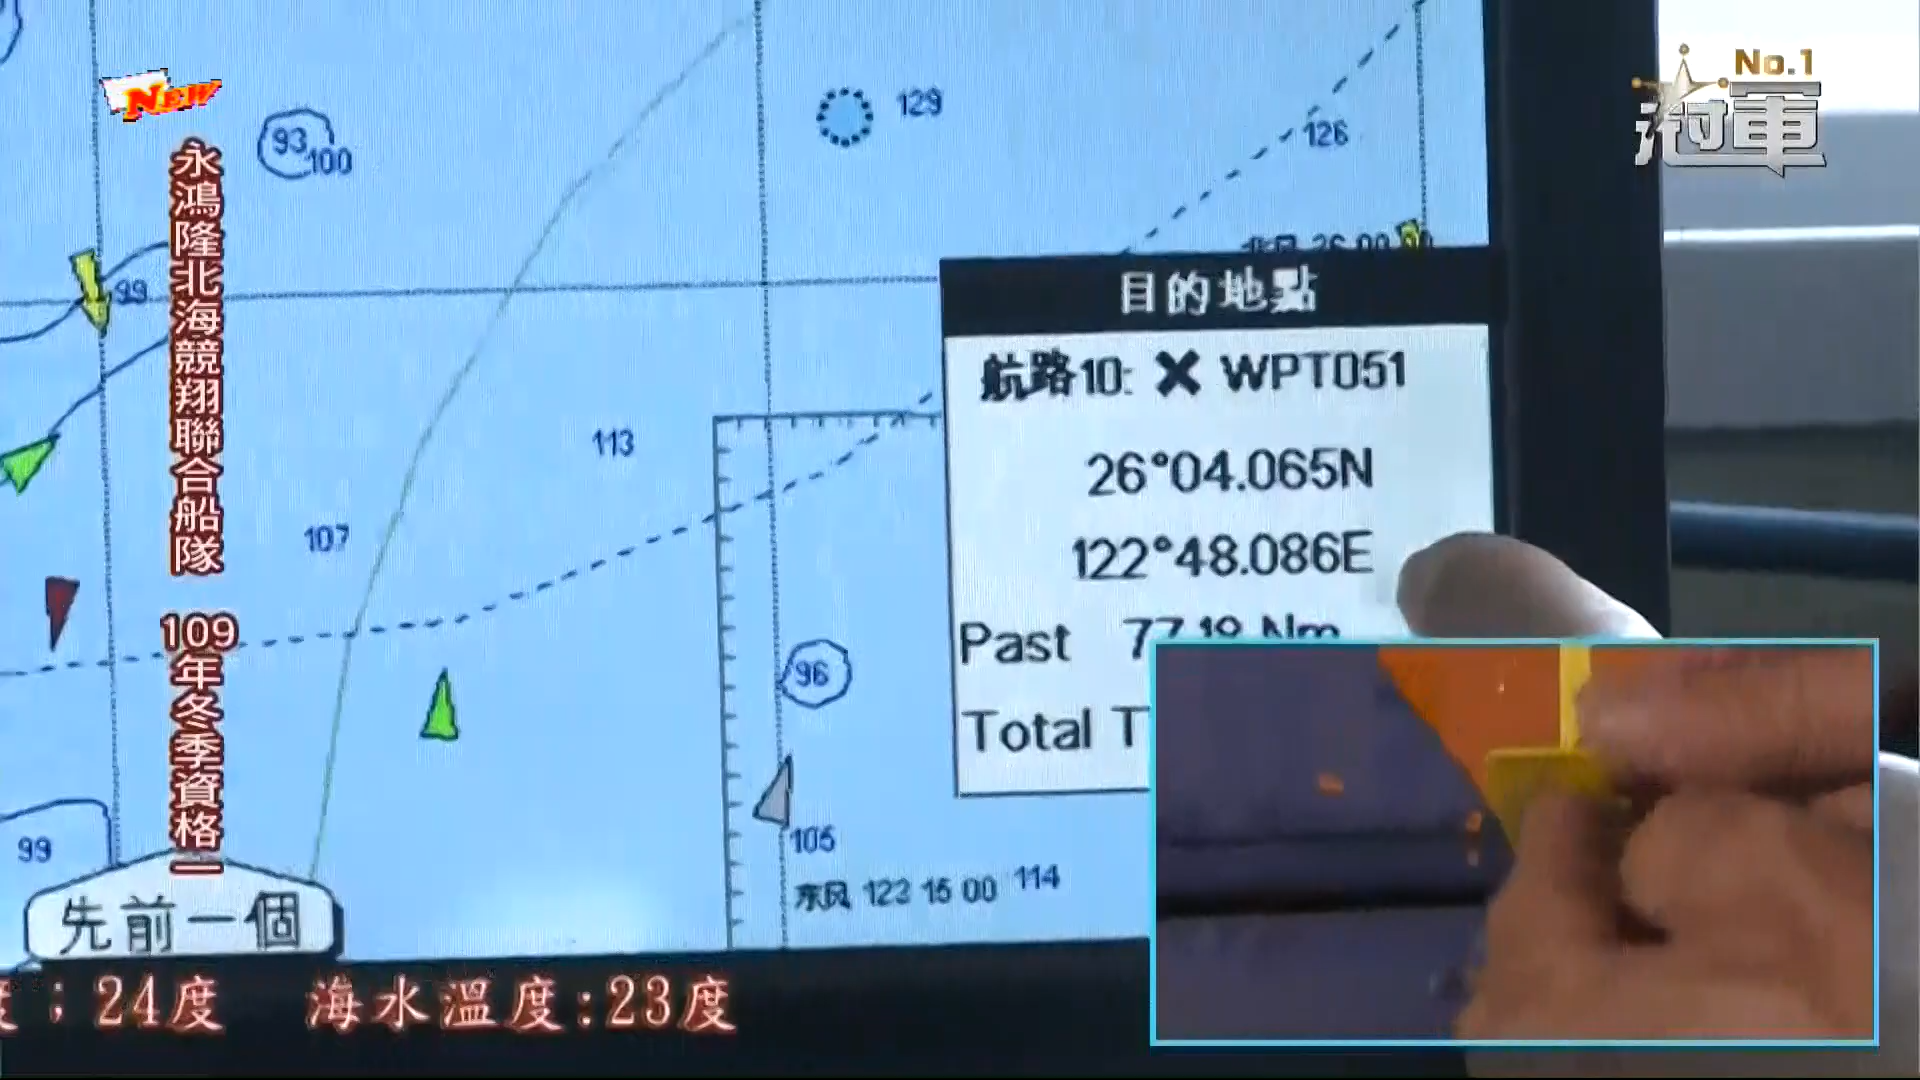 NEW
No.1
冠軍
永鴻隆北海競翔聯合船隊 109年冬季資格一
93
100
129
126
99
目的地點
航路10: ✖ WPT051
26°04.065N
122°48.086E
Past 77.19 Nm
Total T
113
107
96
105
东风 123 15 00
114
99
先前一個
；24度 海水溫度:23度